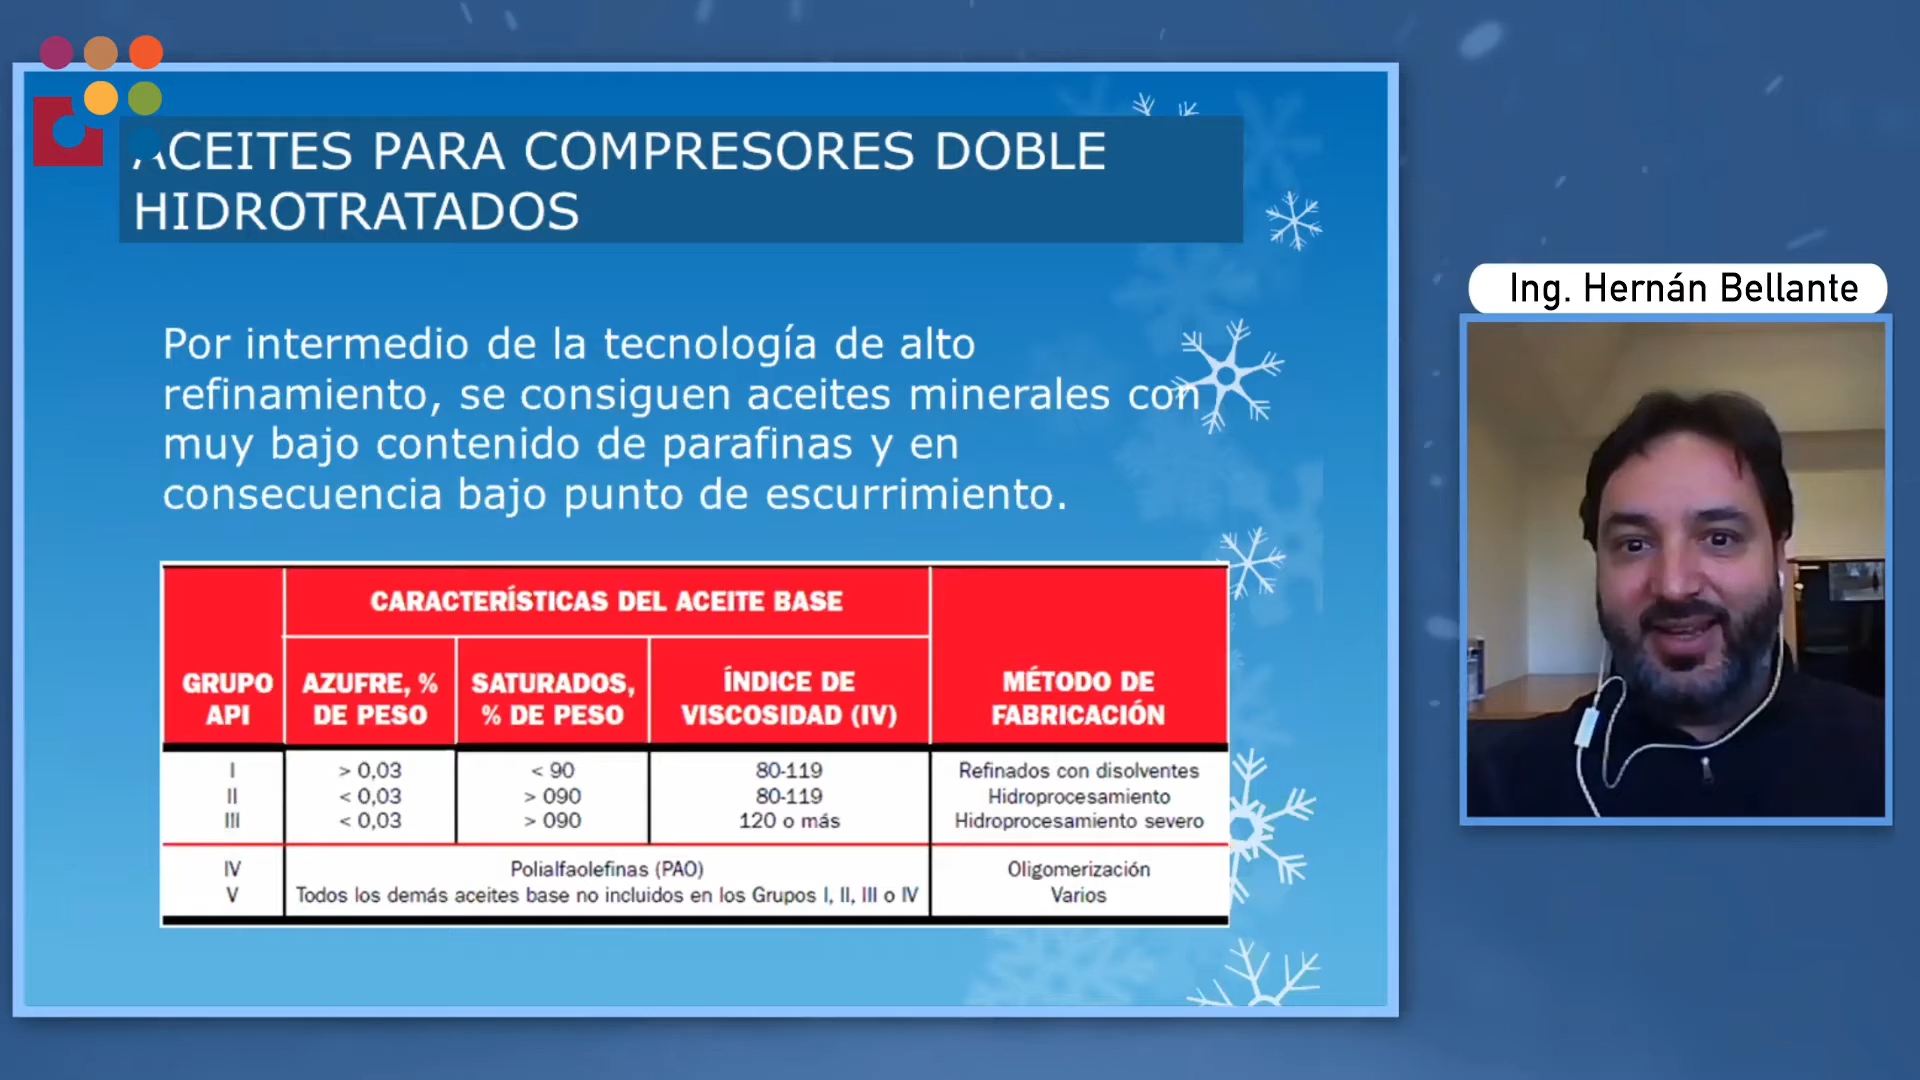 ACEITES PARA COMPRESORES DOBLE
HIDROTRATADOS
Por intermedio de la tecnología de alto
refinamiento, se consiguen aceites minerales con
muy bajo contenido de parafinas y en
consecuencia bajo punto de escurrimiento.
CARACTERÍSTICAS DEL ACEITE BASE
GRUPO API
AZUFRE, % DE PESO
SATURADOS, % DE PESO
ÍNDICE DE VISCOSIDAD (IV)
MÉTODO DE FABRICACIÓN
I > 0,03 < 90 80-119 Refinados con disolventes
II < 0,03 > 090 80-119 Hidroprocesamiento
III < 0,03 > 090 120 o más Hidroprocesamiento severo
IV Polialfaolefinas (PAO) Oligomerización
V Todos los demás aceites base no incluidos en los Grupos I, II, III o IV Varios
Ing. Hernán Bellante